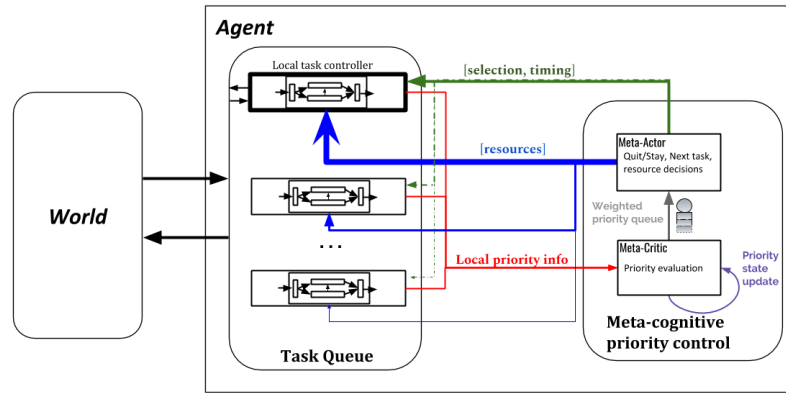 Agent
Local task controller
[selection, timing]
Meta-Actor
Quit/Stay, Next task,
resource decisions
[resources]
World
Weighted
priority queue
...
Meta-Critic
Priority evaluation
Local priority info
Priority
state
update
Meta-cognitive
priority control
Task Queue